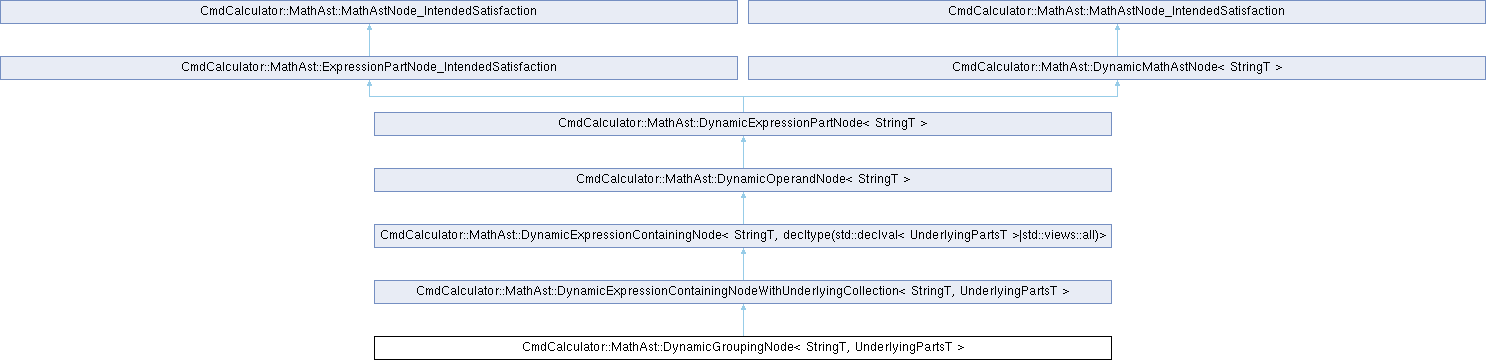 CmdCalculator::MathAst::MathAstNode_IntendedSatisfaction
CmdCalculator::MathAst::MathAstNode_IntendedSatisfaction
CmdCalculator::MathAst::ExpressionPartNode_IntendedSatisfaction
CmdCalculator::MathAst::DynamicMathAstNode< StringT >
CmdCalculator::MathAst::DynamicExpressionPartNode< StringT >
CmdCalculator::MathAst::DynamicOperandNode< StringT >
CmdCalculator::MathAst::DynamicExpressionContainingNode< StringT, decltype(std::declval< UnderlyingPartsT >|std::views::all)>
CmdCalculator::MathAst::DynamicExpressionContainingNodeWithUnderlyingCollection< StringT, UnderlyingPartsT >
CmdCalculator::MathAst::DynamicGroupingNode< StringT, UnderlyingPartsT >